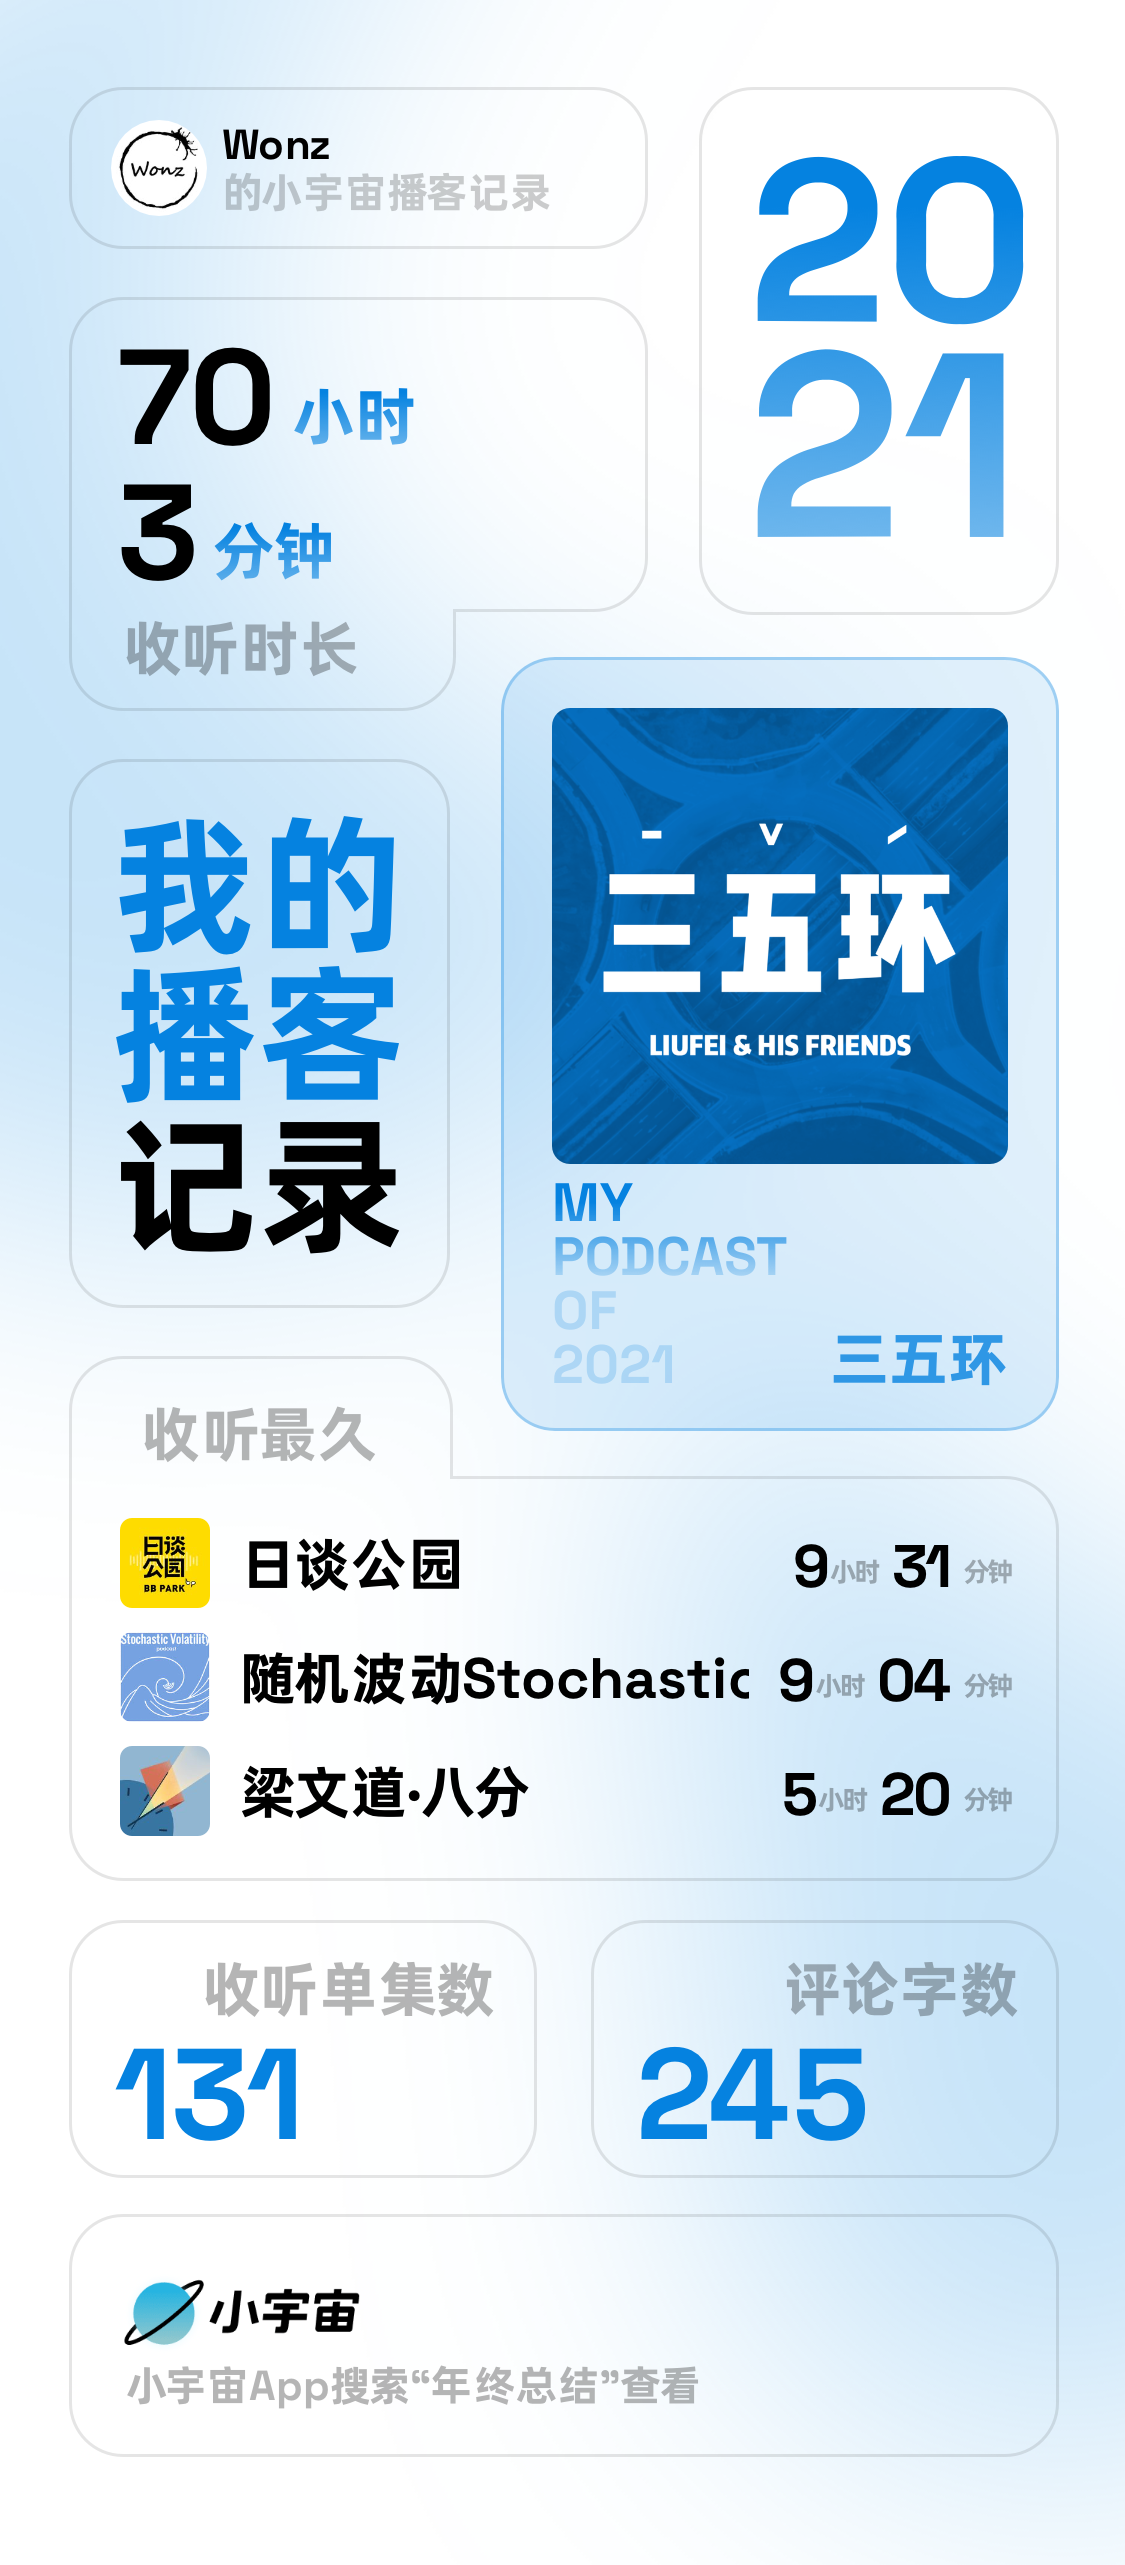 Wonz
Wonz
的小宇宙播客记录
20
21
70 小时
3 分钟
收听时长
我的
播客
记录
三五环
LIUFEI & HIS FRIENDS
MY
PODCAST
OF
2021
三五环
收听最久
日谈
公园
BB PARK
日谈公园
9小时 31 分钟
Stochastic Volatility
podcast
随机波动Stochastic
9小时 04 分钟
梁文道·八分
5小时 20 分钟
收听单集数
131
评论字数
245
小宇宙
小宇宙App搜索“年终总结”查看